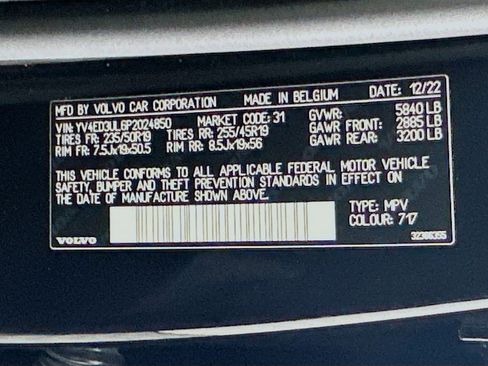 MFD BY VOLVO CAR CORPORATION MADE IN BELGIUM DATE: 12/22
VIN: YV4ED3UL6P2024850 MARKET CODE: 31 GVWR: 5840 LB
TIRES FR: 235/50R19 TIRES RR: 255/45R19 GAWR FRONT: 2885 LB
RIM FR: 7.5Jx19x50.5 RIM RR: 8.5Jx19x56 GAWR REAR: 3200 LB
THIS VEHICLE CONFORMS TO ALL APPLICABLE FEDERAL MOTOR VEHICLE
SAFETY, BUMPER AND THEFT PREVENTION STANDARDS IN EFFECT ON
THE DATE OF MANUFACTURE SHOWN ABOVE.
TYPE: MPV
COLOUR: 717
VOLVO